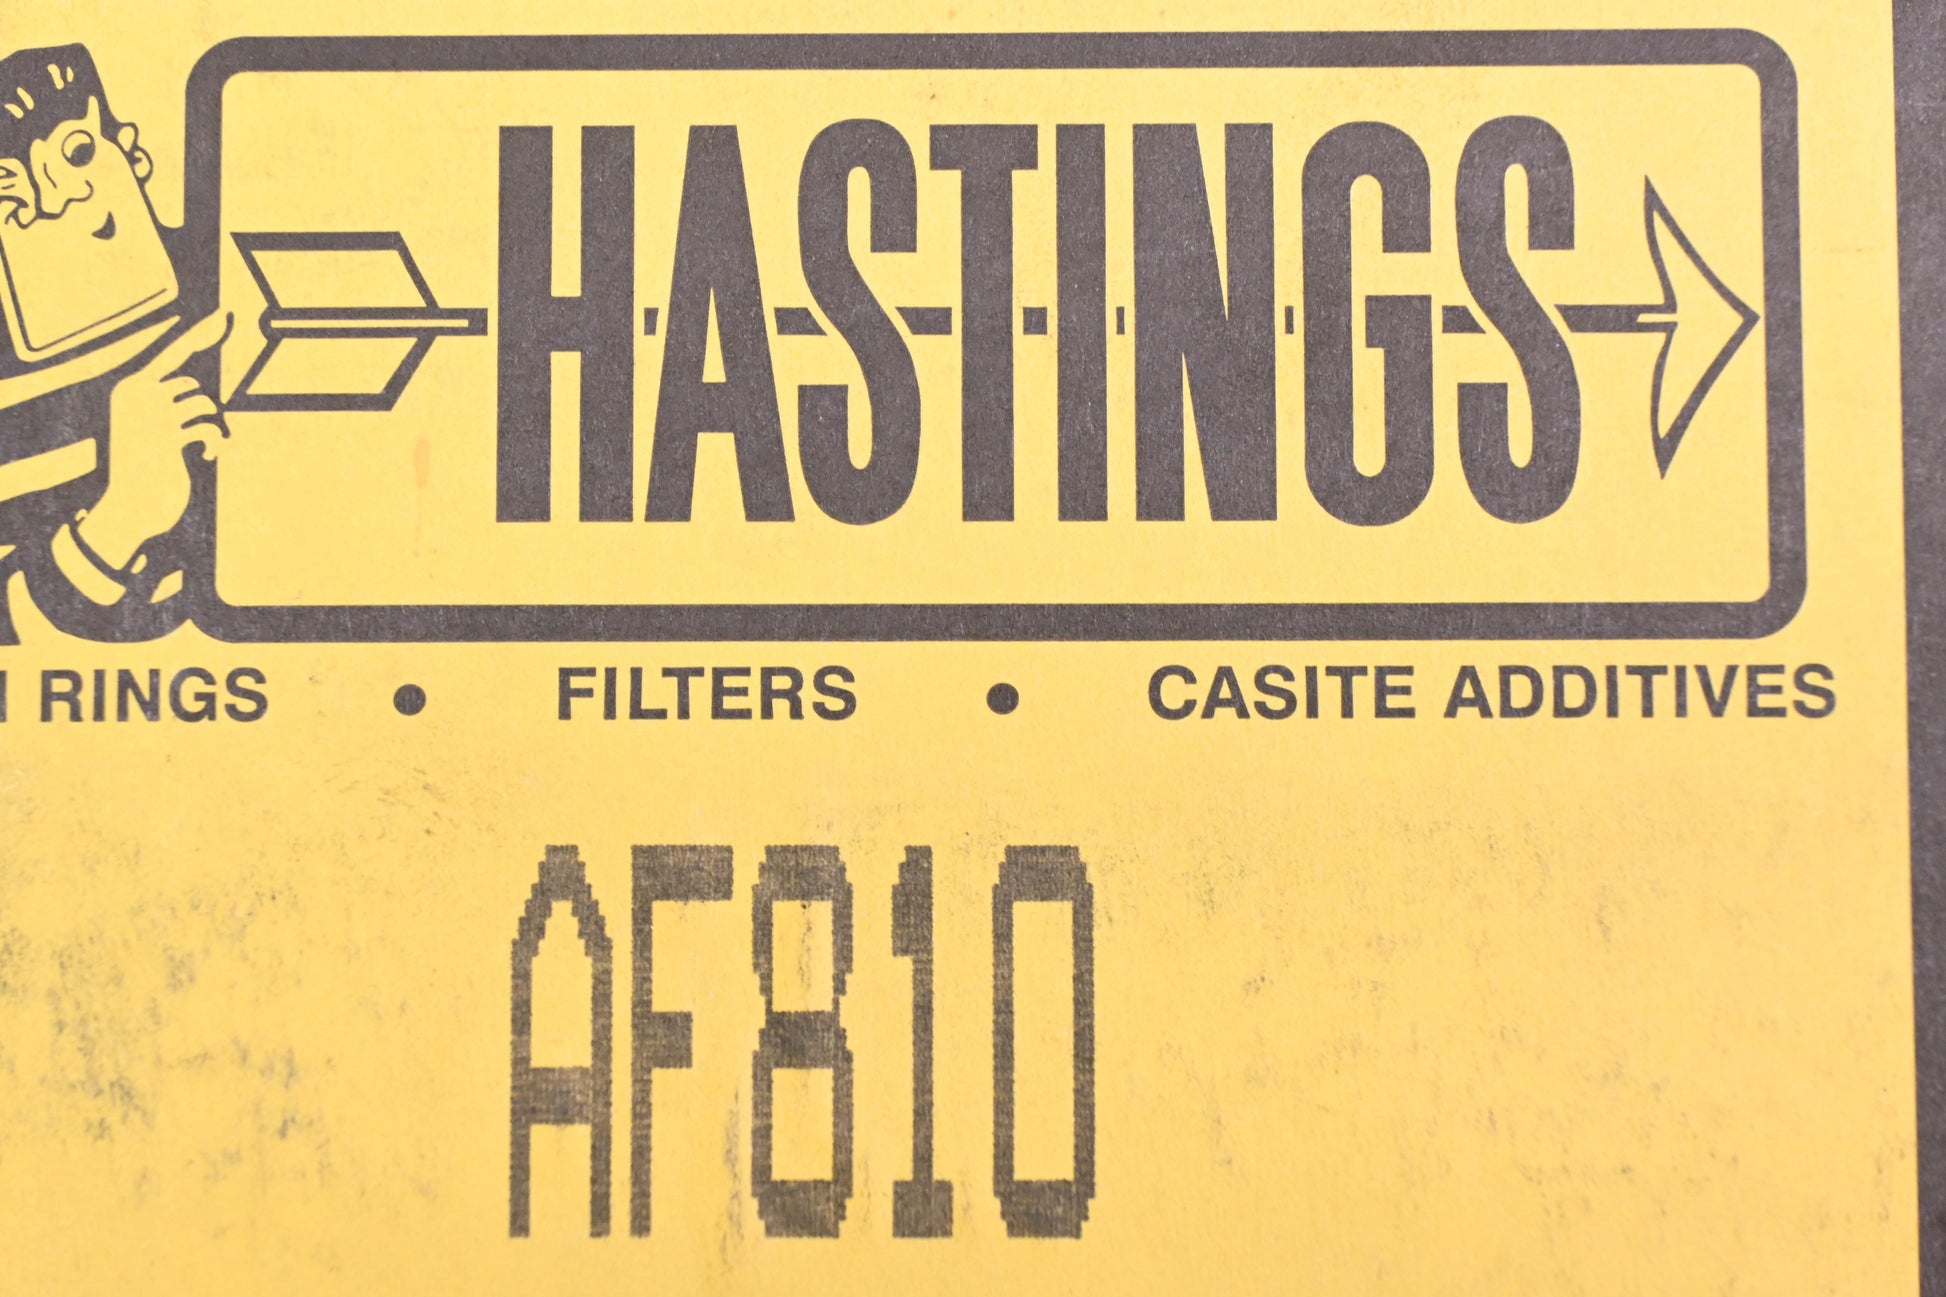 HASTINGS
RINGS • FILTERS • CASITE ADDITIVES
AF810